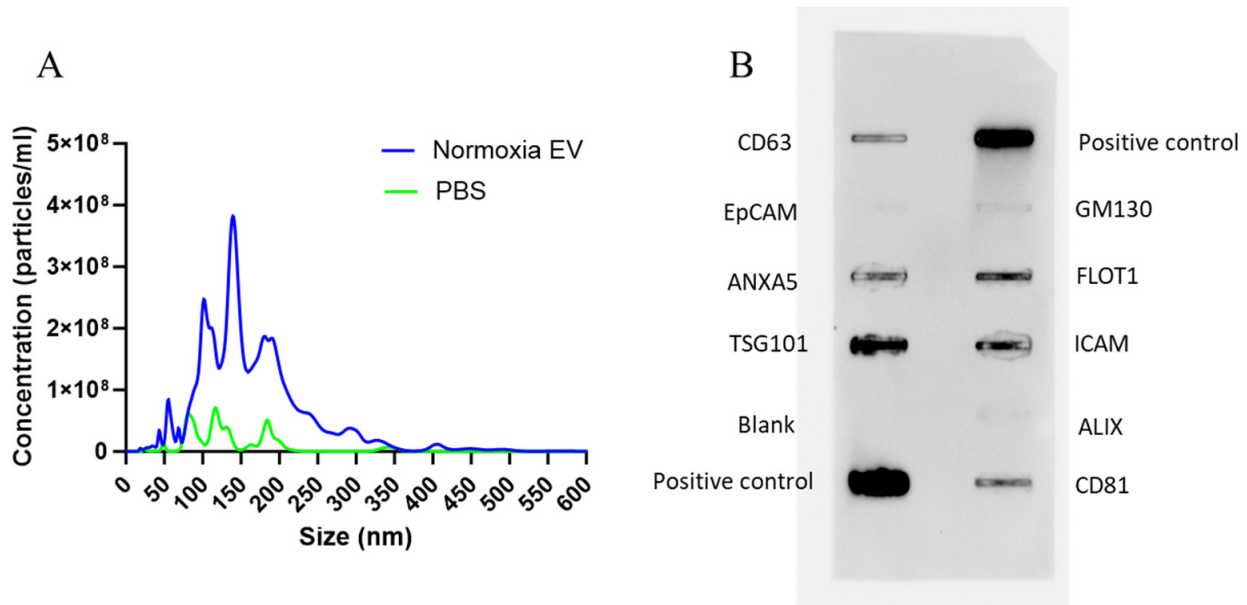 A
Concentration (particles/ml)
5×10⁸
4×10⁸
3×10⁸
2×10⁸
1×10⁸
0
Normoxia EV
PBS
0 50 100 150 200 250 300 350 400 450 500 550 600
Size (nm)
B
CD63
Positive control
EpCAM
GM130
ANXA5
FLOT1
TSG101
ICAM
Blank
ALIX
Positive control
CD81